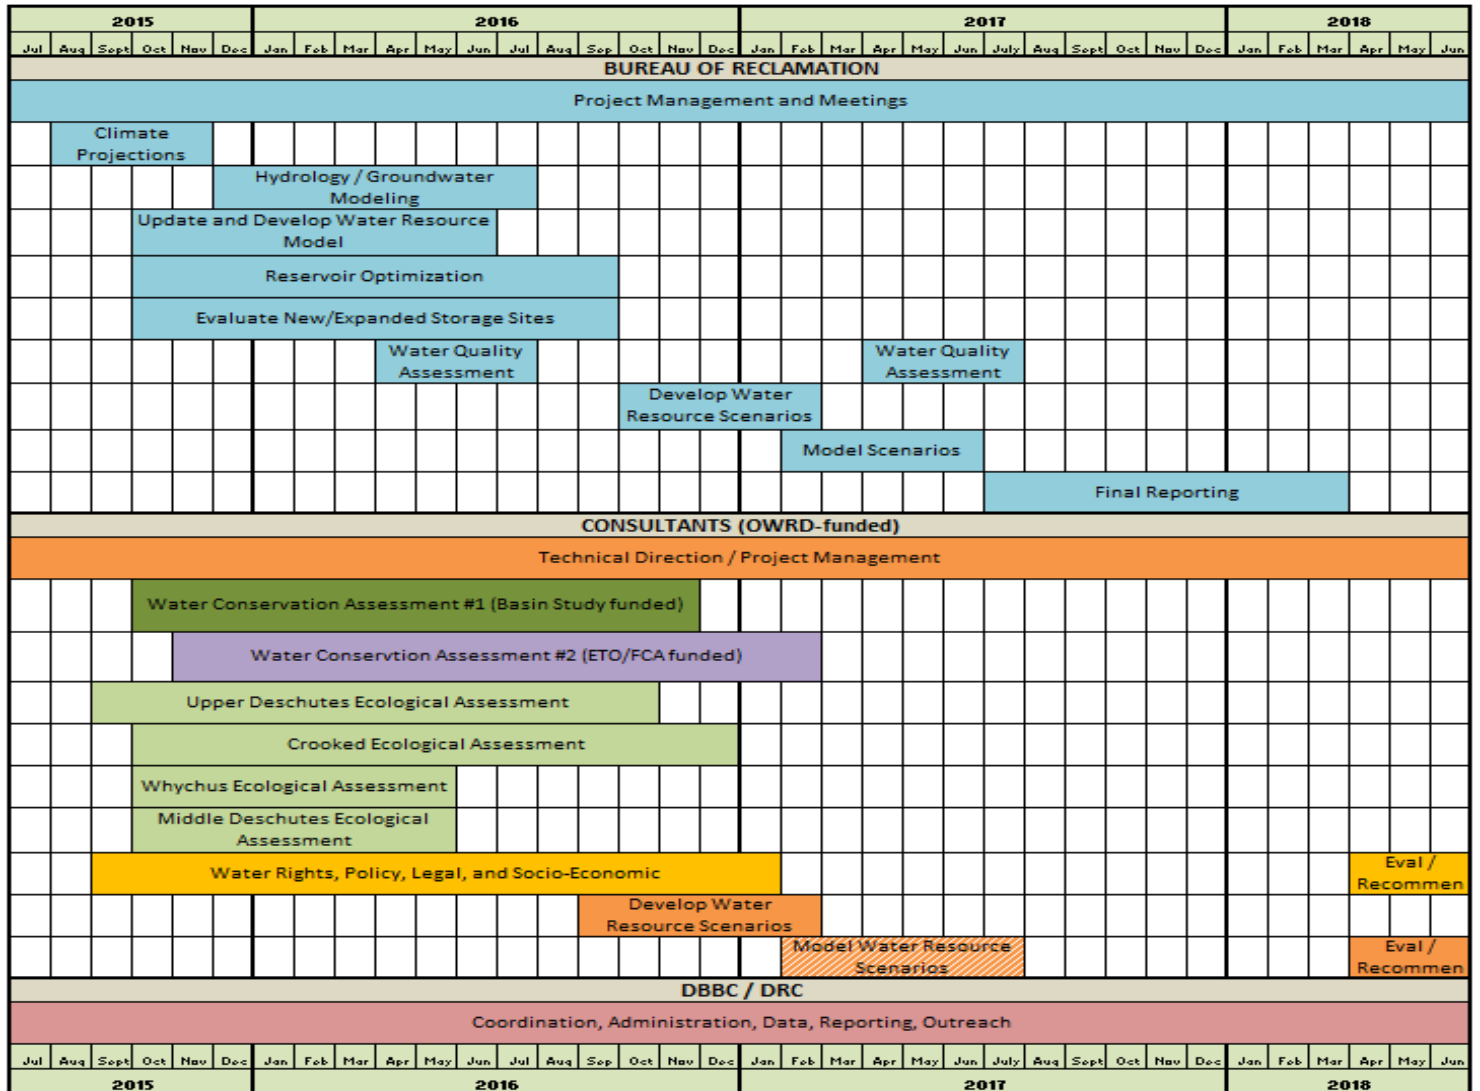 2015 2016 2017 2018
Jul Aug Sept Oct Nov Dec Jan Feb Mar Apr May Jun Jul Aug Sep Oct Nov Dec Jan Feb Mar Apr May Jun July Aug Sept Oct Nov Dec Jan Feb Mar Apr May Jun
BUREAU OF RECLAMATION
Project Management and Meetings
Climate
Projections
Hydrology / Groundwater
Modeling
Update and Develop Water Resource
Model
Reservoir Optimization
Evaluate New/Expanded Storage Sites
Water Quality
Assessment
Water Quality
Assessment
Develop Water
Resource Scenarios
Model Scenarios
Final Reporting
CONSULTANTS (OWRD-funded)
Technical Direction / Project Management
Water Conservation Assessment #1 (Basin Study funded)
Water Conservtion Assessment #2 (ETO/FCA funded)
Upper Deschutes Ecological Assessment
Crooked Ecological Assessment
Whychus Ecological Assessment
Middle Deschutes Ecological
Assessment
Water Rights, Policy, Legal, and Socio-Economic
Eval /
Recommen
Develop Water
Resource Scenarios
Model Water Resource
Scenarios
Eval /
Recommen
DBBC / DRC
Coordination, Administration, Data, Reporting, Outreach
Jul Aug Sept Oct Nov Dec Jan Feb Mar Apr May Jun Jul Aug Sep Oct Nov Dec Jan Feb Mar Apr May Jun July Aug Sept Oct Nov Dec Jan Feb Mar Apr May Jun
2015 2016 2017 2018